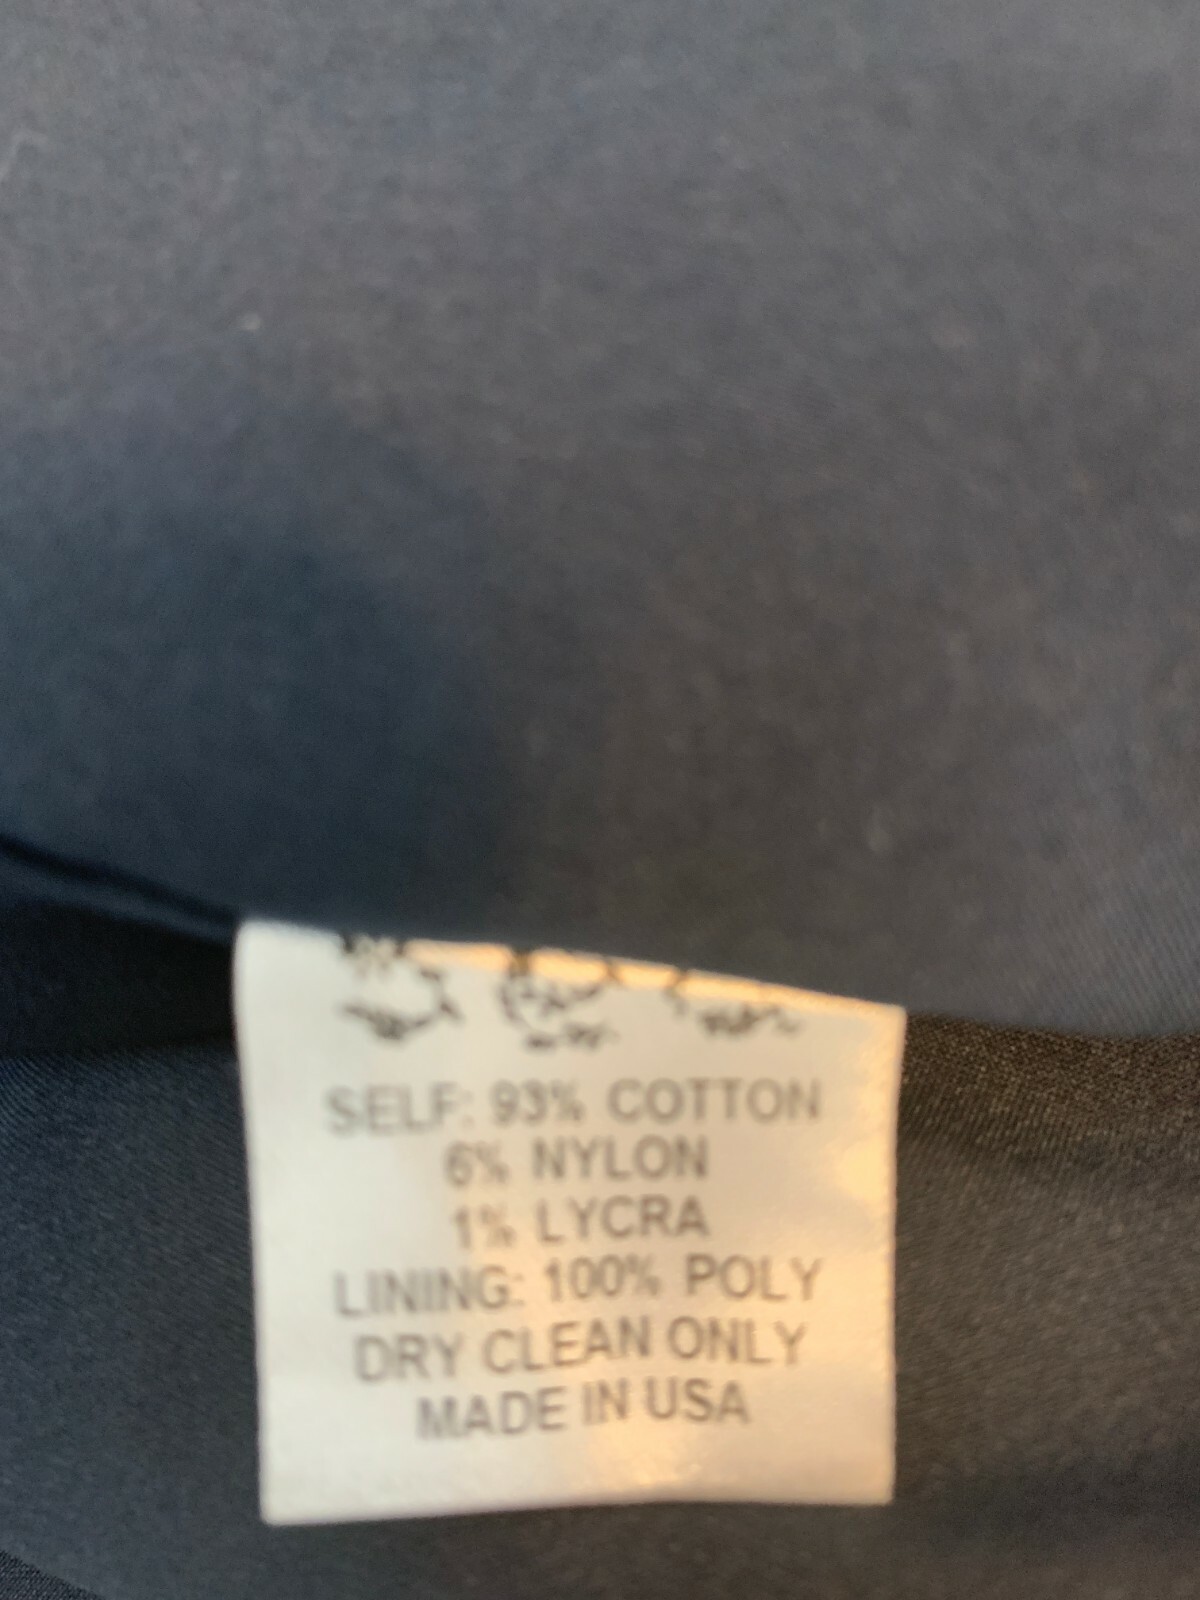 SELF: 93% COTTON
6% NYLON
1% LYCRA
LINING: 100% POLY
DRY CLEAN ONLY
MADE IN USA